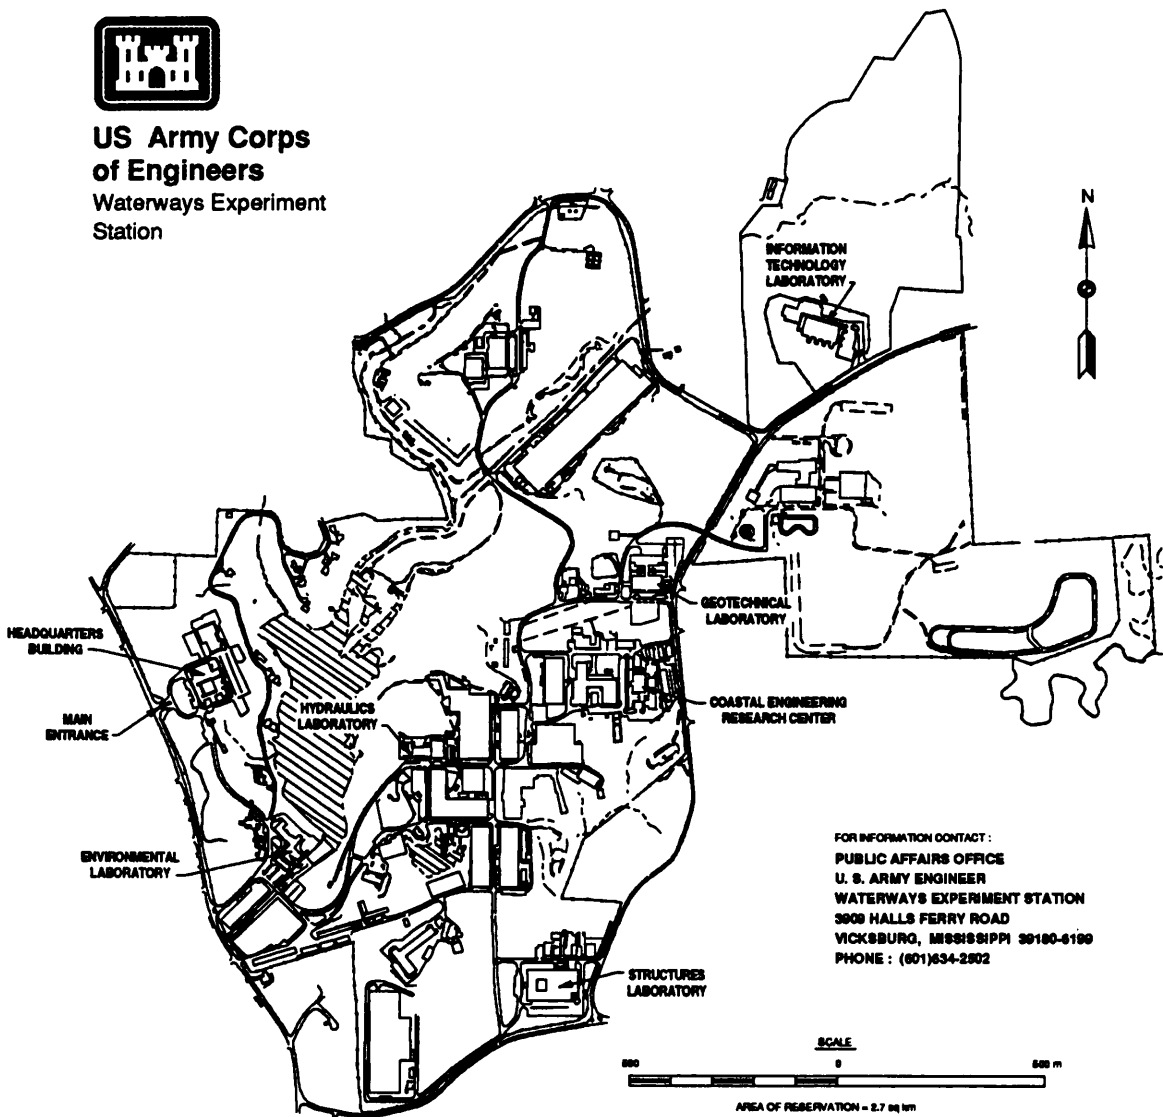 US Army Corps
of Engineers
Waterways Experiment
Station
N
INFORMATION
TECHNOLOGY
LABORATORY
GEOTECHNICAL
LABORATORY
HEADQUARTERS
BUILDING
HYDRAULICS
LABORATORY
COASTAL ENGINEERING
RESEARCH CENTER
MAIN
ENTRANCE
ENVIRONMENTAL
LABORATORY
FOR INFORMATION CONTACT :
PUBLIC AFFAIRS OFFICE
U. S. ARMY ENGINEER
WATERWAYS EXPERIMENT STATION
3909 HALLS FERRY ROAD
VICKSBURG, MISSISSIPPI 39180-6199
PHONE : (601)634-2502
STRUCTURES
LABORATORY
SCALE
500 0 500 m
AREA OF RESERVATION = 2.7 sq km